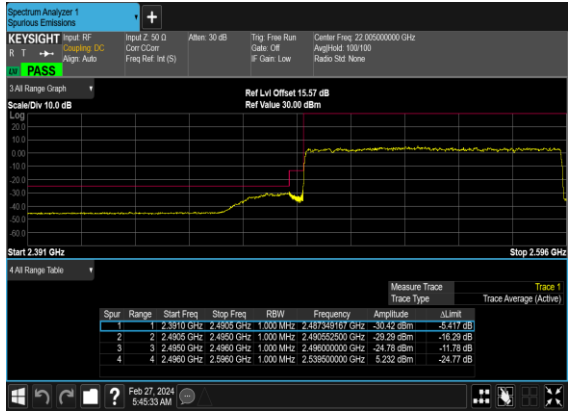 Spectrum Analyzer 1
Spurious Emissions
KEYSIGHT Input: RF Input Z: 50 Ω Atten: 30 dB Trig: Free Run Center Freq: 22.005000000 GHz
R T Coupling: DC Corr CCorr Gate: Off Avg|Hold: 100/100
Align: Auto Freq Ref: Int (S) IF Gain: Low Radio Std: None
LW PASS
3 All Range Graph
Ref Lvl Offset 15.57 dB
Scale/Div 10.0 dB Ref Value 30.00 dBm
Log
20.0
10.0
0.00
-10.0
-20.0
-30.0
-40.0
-50.0
-60.0
Start 2.391 GHz Stop 2.596 GHz
4 All Range Table
Measure Trace Trace 1
Trace Type Trace Average (Active)
Spur Range Start Freq Stop Freq RBW Frequency Amplitude ΔLimit
1 1 2.3910 GHz 2.4905 GHz 1.000 MHz 2.487349167 GHz -30.42 dBm -5.417 dB
2 2 2.4905 GHz 2.4950 GHz 1.000 MHz 2.490552500 GHz -29.29 dBm -16.29 dB
3 3 2.4950 GHz 2.4960 GHz 1.000 MHz 2.496000000 GHz -24.78 dBm -11.78 dB
4 4 2.4960 GHz 2.5960 GHz 1.000 MHz 2.539500000 GHz 5.232 dBm -24.77 dB
Feb 27, 2024
5:45:33 AM